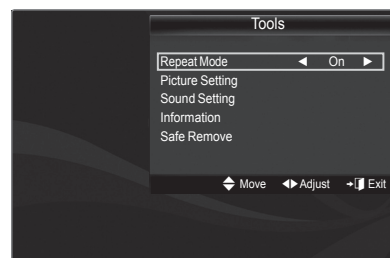 Tools
Repeat Mode ◀ On ▶
Picture Setting
Sound Setting
Information
Safe Remove
Move Adjust Exit